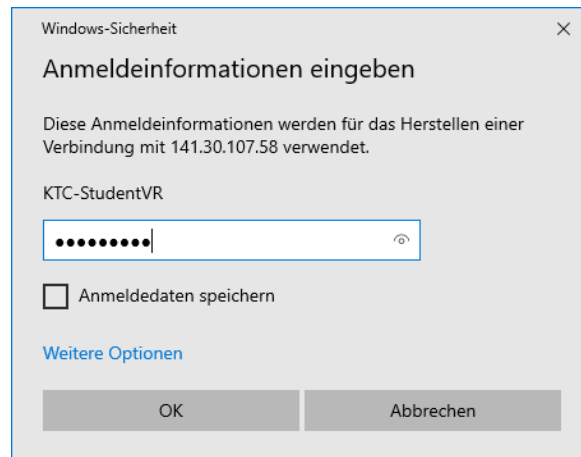 Windows-Sicherheit
Anmeldeinformationen eingeben
Diese Anmeldeinformationen werden für das Herstellen einer
Verbindung mit 141.30.107.58 verwendet.
KTC-StudentVR
●●●●●●●●●
Anmeldedaten speichern
Weitere Optionen
OK
Abbrechen